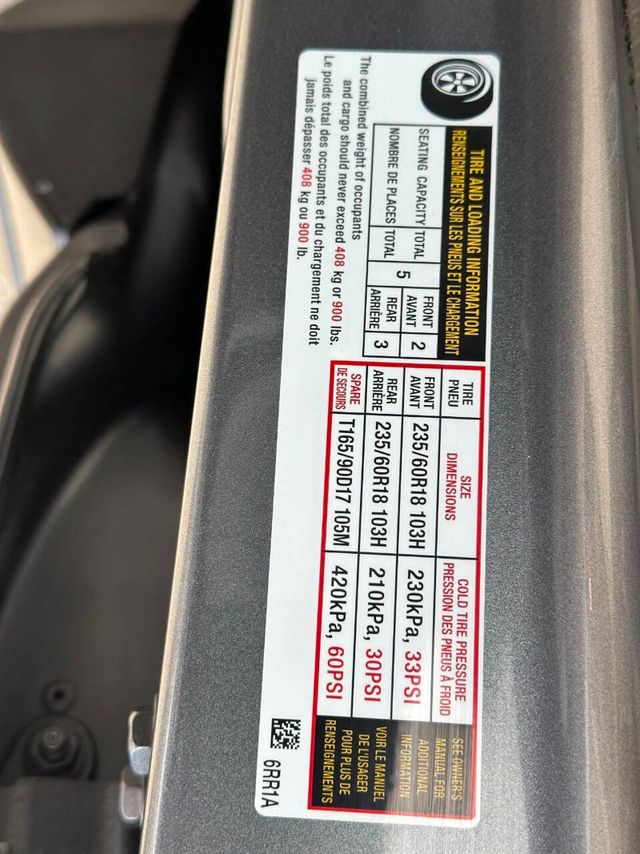 TIRE AND LOADING INFORMATION
RENSEIGNEMENTS SUR LES PNEUS ET LE CHARGEMENT
SEATING CAPACITY TOTAL 5 FRONT 2 REAR 3
NOMBRE DE PLACES TOTAL AVANT ARRIÈRE
The combined weight of occupants
and cargo should never exceed 408 kg or 900 lbs.
Le poids total des occupants et du chargement ne doit
jamais dépasser 408 kg ou 900 lb.
TIRE SIZE COLD TIRE PRESSURE
PNEU DIMENSIONS PRESSION DES PNEUS À FROID
FRONT
AVANT 235/60R18 103H 230kPa, 33PSI
REAR
ARRIÈRE 235/60R18 103H 210kPa, 30PSI
SPARE
DE SECOURS T165/90D17 105M 420kPa, 60PSI
SEE OWNER'S
MANUAL FOR
ADDITIONAL
INFORMATION
VOIR LE MANUEL
DE L'USAGER
POUR PLUS DE
RENSEIGNEMENTS
6RR1A